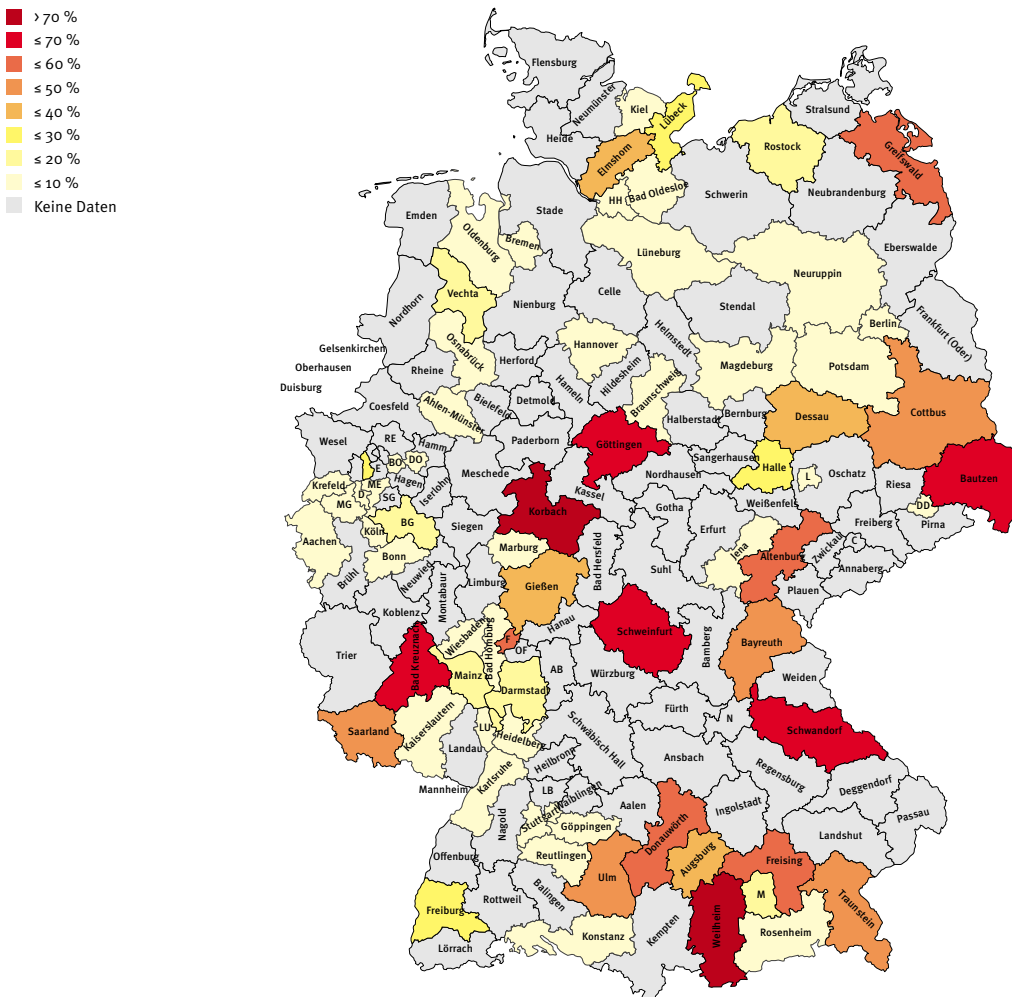 > 70 %
≤ 70 %
≤ 60 %
≤ 50 %
≤ 40 %
≤ 30 %
≤ 20 %
≤ 10 %
Keine Daten
Flensburg
Neumünster
Kiel
Lübeck
Heide
Elmshorn
HH
Bad Oldesloe
Stralsund
Rostock
Greifswald
Schwerin
Neubrandenburg
Emden
Oldenburg
Bremen
Stade
Lüneburg
Eberswalde
Neuruppin
Nordhorn
Vechta
Nienburg
Celle
Stendal
Frankfurt (Oder)
Berlin
Gelsenkirchen
Oberhausen
Duisburg
Rheine
Osnabrück
Herford
Hannover
Helmstedt
Hameln
Hildesheim
Braunschweig
Magdeburg
Potsdam
Coesfeld
Ahlen-Münster
Bielefeld
Detmold
Halberstadt
Bernburg
Dessau
Cottbus
Wesel
RE
Hamm
Paderborn
Göttingen
Sangerhausen
Halle
Oschatz
Bautzen
E
BO
DO
Krefeld
ME
D
Hagen
Iserlohn
Meschede
Kassel
Nordhausen
L
Riesa
MG
SG
Korbach
Gotha
Erfurt
Weißenfels
DD
Pirna
Aachen
Köln
BG
Siegen
Marburg
Bad Hersfeld
Jena
Altenburg
Zwickau
C
Freiberg
Annaberg
Bonn
Brühl
Neuwied
Montabaur
Limburg
Gießen
Suhl
Plauen
Koblenz
Wiesbaden
Bad Homburg
F
OF
Hanau
Schweinfurt
Bamberg
Bayreuth
Trier
Bad Kreuznach
Mainz
Darmstadt
AB
Würzburg
Weiden
Saarland
Kaiserslautern
Landau
LU
Heidelberg
Schwäbisch Hall
Fürth
N
Schwandorf
Mannheim
Karlsruhe
Heilbronn
Ansbach
Regensburg
Deggendorf
Passau
Nagold
LB
Stuttgart
Waiblingen
Aalen
Ingolstadt
Landshut
Göppingen
Donauwörth
Offenburg
Reutlingen
Ulm
Augsburg
Freising
Freiburg
Rottweil
Balingen
M
Traunstein
Lörrach
Konstanz
Kempten
Weilheim
Rosenheim